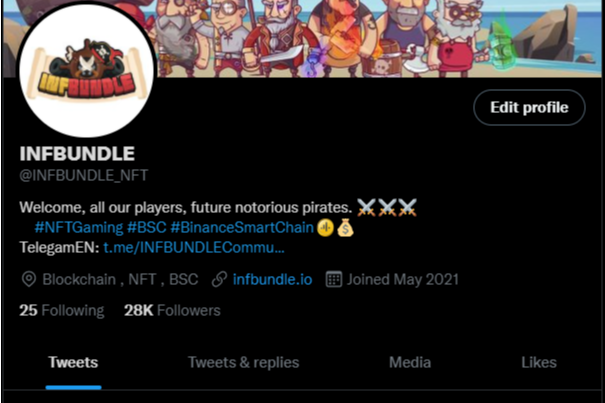 INFBUNDLE
Edit profile
INFBUNDLE
@INFBUNDLE_NFT
Welcome, all our players, future notorious pirates. ⚔️⚔️⚔️
#NFTGaming #BSC #BinanceSmartChain 💰
TelegamEN: t.me/INFBUNDLECommu...
Blockchain , NFT , BSC infbundle.io Joined May 2021
25 Following 28K Followers
Tweets Tweets & replies Media Likes